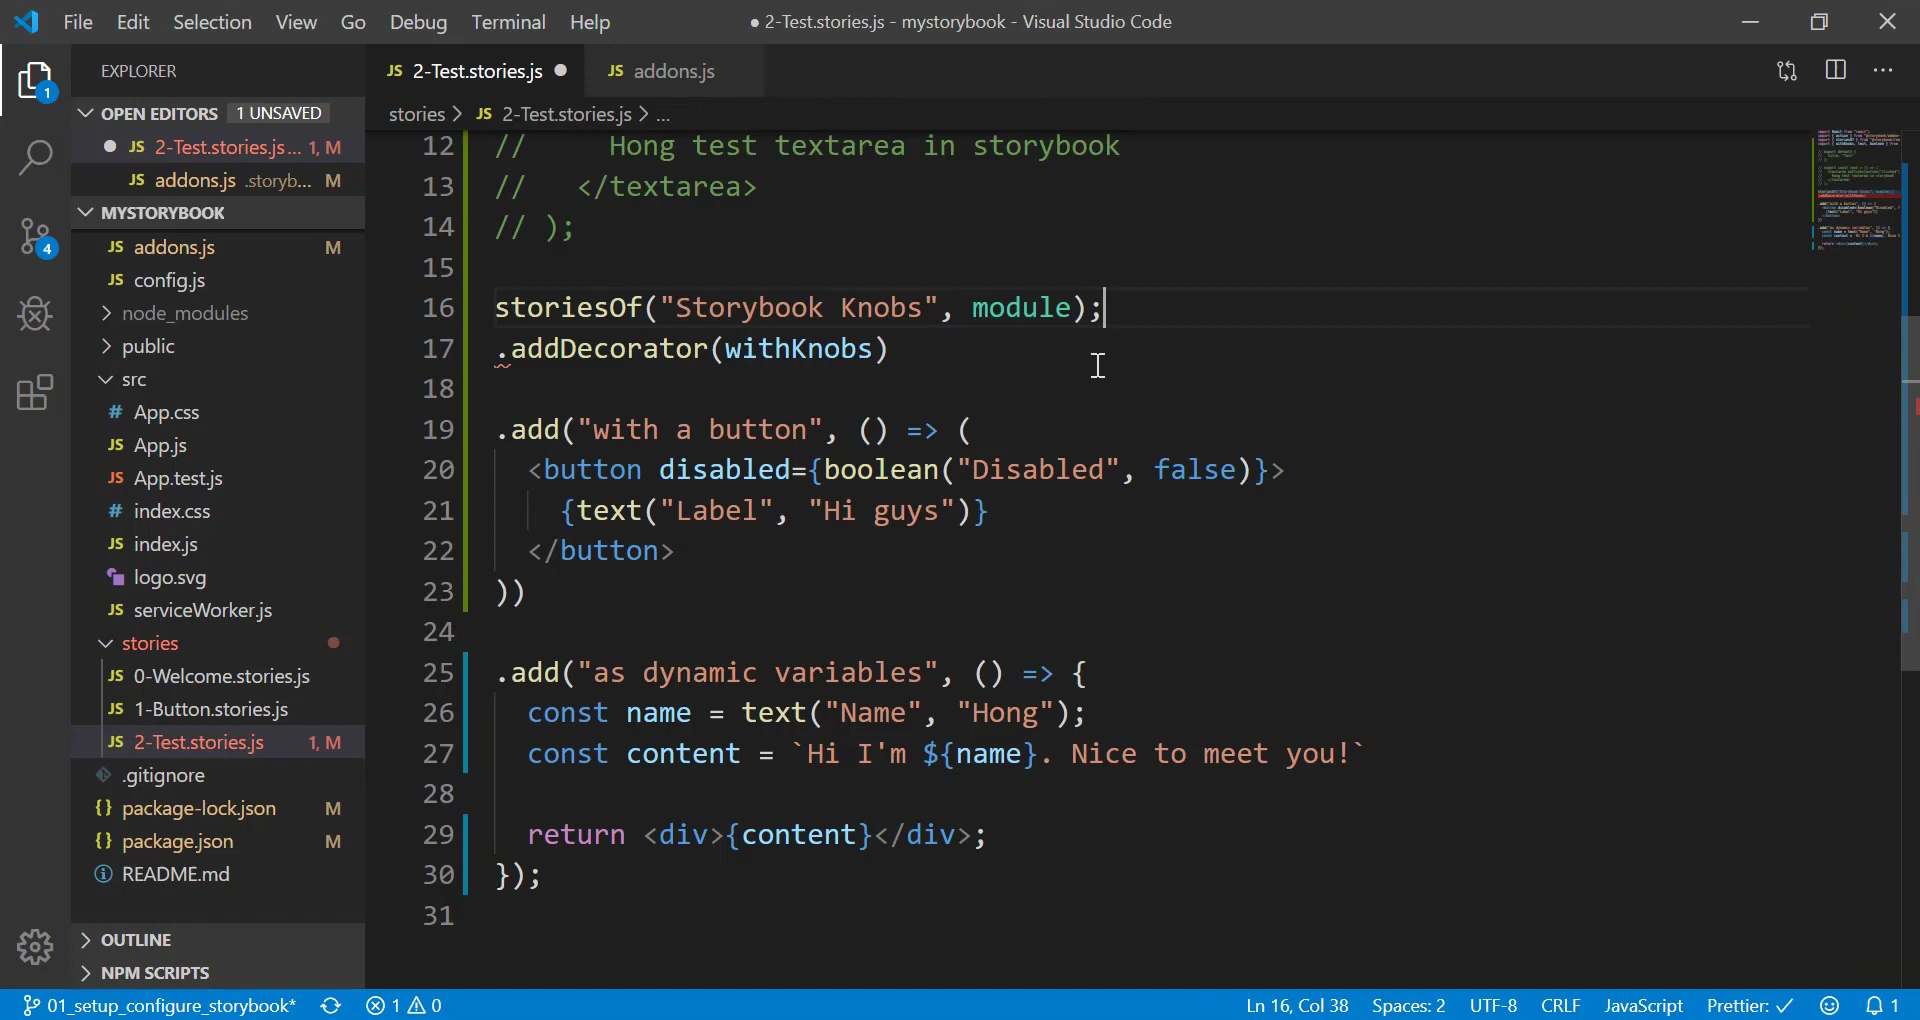 File Edit Selection View Go Debug Terminal Help
● 2-Test.stories.js - mystorybook - Visual Studio Code
EXPLORER
OPEN EDITORS 1 UNSAVED
JS 2-Test.stories.js... 1, M
JS addons.js .storyb... M
MYSTORYBOOK
JS addons.js M
JS config.js
node_modules
public
src
# App.css
JS App.js
JS App.test.js
# index.css
JS index.js
logo.svg
JS serviceWorker.js
stories
JS 0-Welcome.stories.js
JS 1-Button.stories.js
JS 2-Test.stories.js 1, M
.gitignore
{} package-lock.json M
{} package.json M
README.md
OUTLINE
NPM SCRIPTS
1
4
JS 2-Test.stories.js ●
JS addons.js
stories > JS 2-Test.stories.js > ...
12 //     Hong test textarea in storybook
13 //   </textarea>
14 // );
15
16 storiesOf("Storybook Knobs", module);
17 .addDecorator(withKnobs)
18
19 .add("with a button", () => (
20   <button disabled={boolean("Disabled", false)}>
21     {text("Label", "Hi guys")}
22   </button>
23 ))
24
25 .add("as dynamic variables", () => {
26   const name = text("Name", "Hong");
27   const content = `Hi I'm ${name}. Nice to meet you!`
28
29   return <div>{content}</div>;
30 });
31
01_setup_configure_storybook* 1 0 Ln 16, Col 38 Spaces: 2 UTF-8 CRLF JavaScript Prettier: ✓ 1